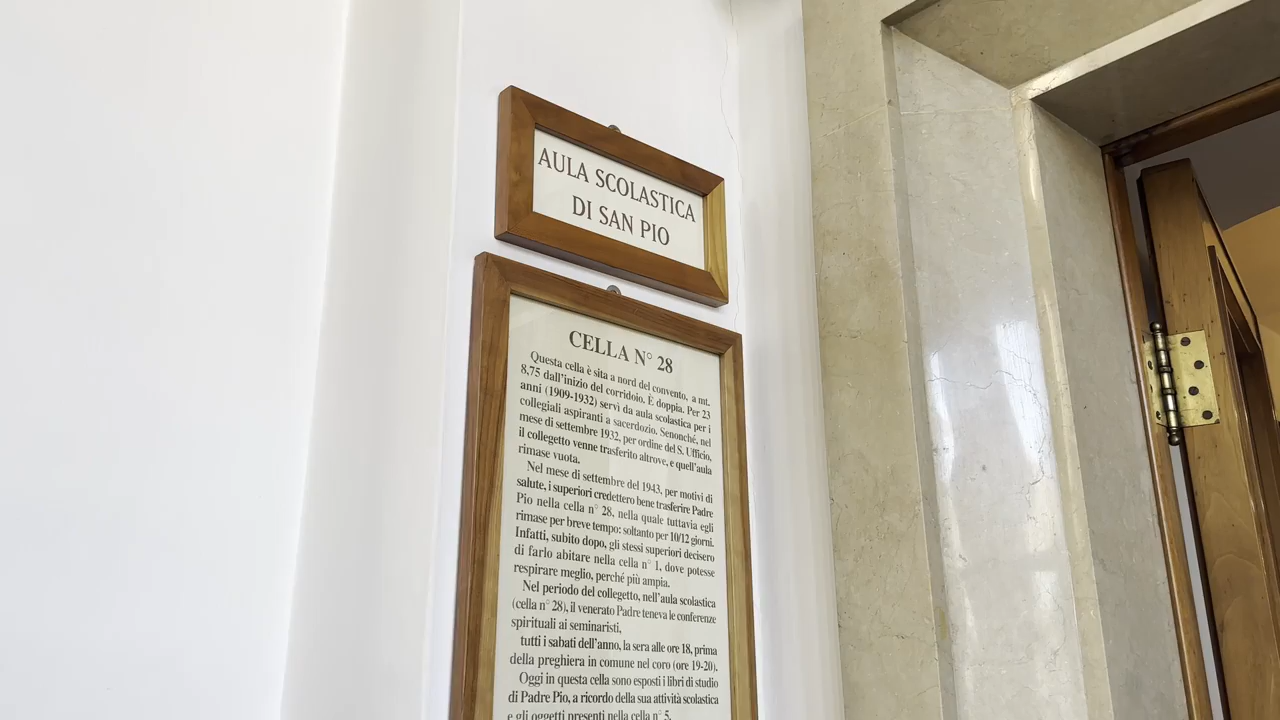 AULA SCOLASTICA
DI SAN PIO
CELLA N° 28
Questa cella è sita a nord del convento, a mt.
8,75 dall'inizio del corridoio. È doppia. Per 23
anni (1909-1932) servì da aula scolastica per i
collegiali aspiranti a sacerdozio. Senonché, nel
mese di settembre 1932, per ordine del S. Ufficio,
il collegetto venne trasferito altrove, e quell'aula
rimase vuota.
Nel mese di settembre del 1943, per motivi di
salute, i superiori credettero bene trasferire Padre
Pio nella cella n° 28, nella quale tuttavia egli
rimase per breve tempo: soltanto per 10/12 giorni.
Infatti, subito dopo, gli stessi superiori decisero
di farlo abitare nella cella n° 1, dove potesse
respirare meglio, perché più ampia.
Nel periodo del collegetto, nell'aula scolastica
(cella n° 28), il venerato Padre teneva le conferenze
spirituali ai seminaristi,
tutti i sabati dell'anno, la sera alle ore 18, prima
della preghiera in comune nel coro (ore 19-20).
Oggi in questa cella sono esposti i libri di studio
di Padre Pio, a ricordo della sua attività scolastica
e gli oggetti presenti nella cella n° 5.